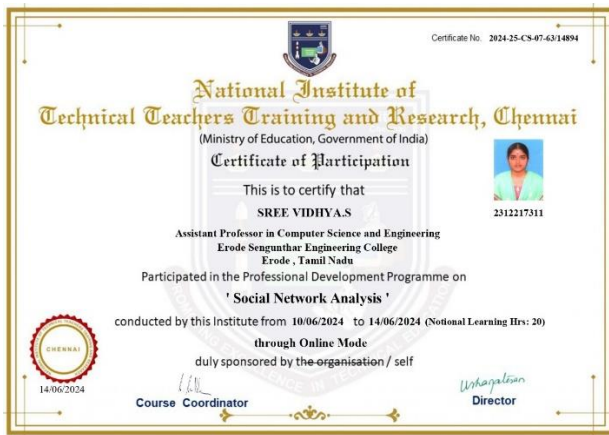 Certificate No. 2024-25-CS-07-63/14894
National Institute of
Technical Teachers Training and Research, Chennai
(Ministry of Education, Government of India)
Certificate of Participation
This is to certify that
SREE VIDHYA.S
2312217311
Assistant Professor in Computer Science and Engineering
Erode Sengunthar Engineering College
Erode , Tamil Nadu
Participated in the Professional Development Programme on
' Social Network Analysis '
conducted by this Institute from 10/06/2024 to 14/06/2024 (Notional Learning Hrs: 20)
through Online Mode
duly sponsored by the organisation / self
CHENNAI
14/06/2024
Course Coordinator
Director